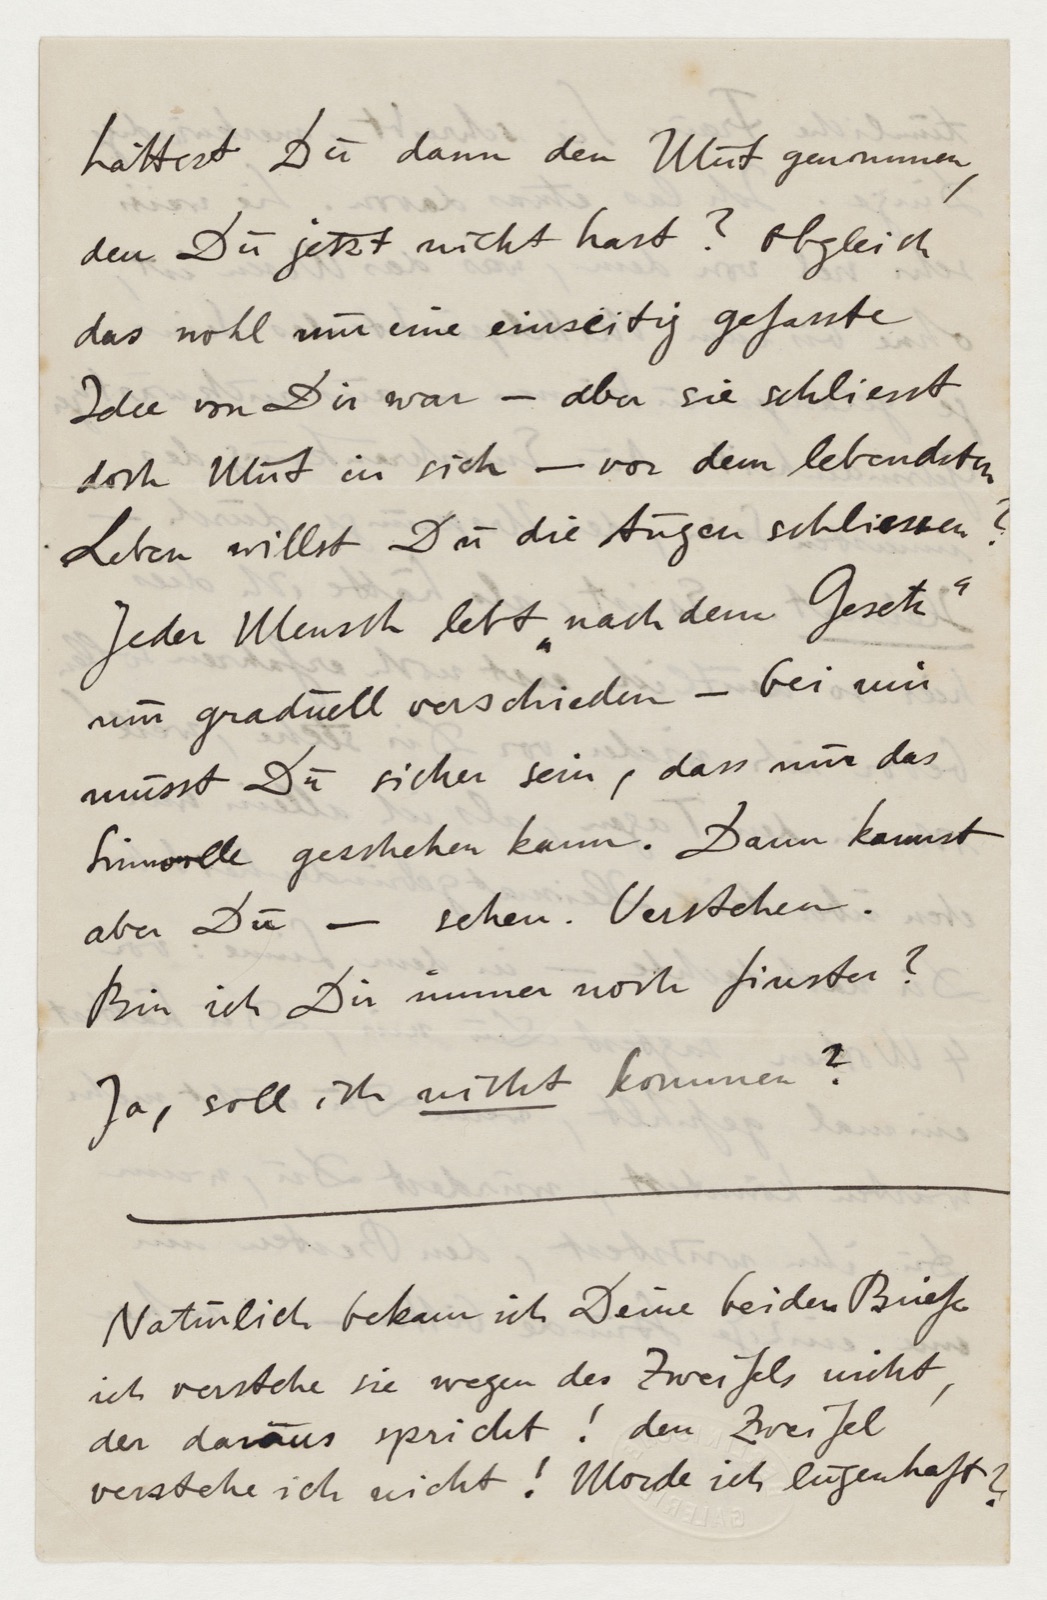 hättest Du dann den Mut genommen,
den Du jetzt nicht hast? Obgleich
das wohl nur eine einseitig gefasste
Idee von Dir war – aber sie schliesst
doch Mut in sich – vor dem lebendsten
Leben willst Du die Augen schliessen?
Jeder Mensch lebt „nach dem Gesetz“
nur graduell verschieden – bei mir
musst Du sicher sein, dass nur das
Sinnvolle geschehen kann. Dann kannst
aber Du – sehen. Verstehen.
Bin ich Dir immer noch finster?
Ja, soll ich nicht kommen?
Natürlich bekam ich Deine beiden Briefe
ich verstehe sie wegen des Zweifels nicht,
der daraus spricht! den Zweifel
verstehe ich nicht! Worde ich lügenhaft?